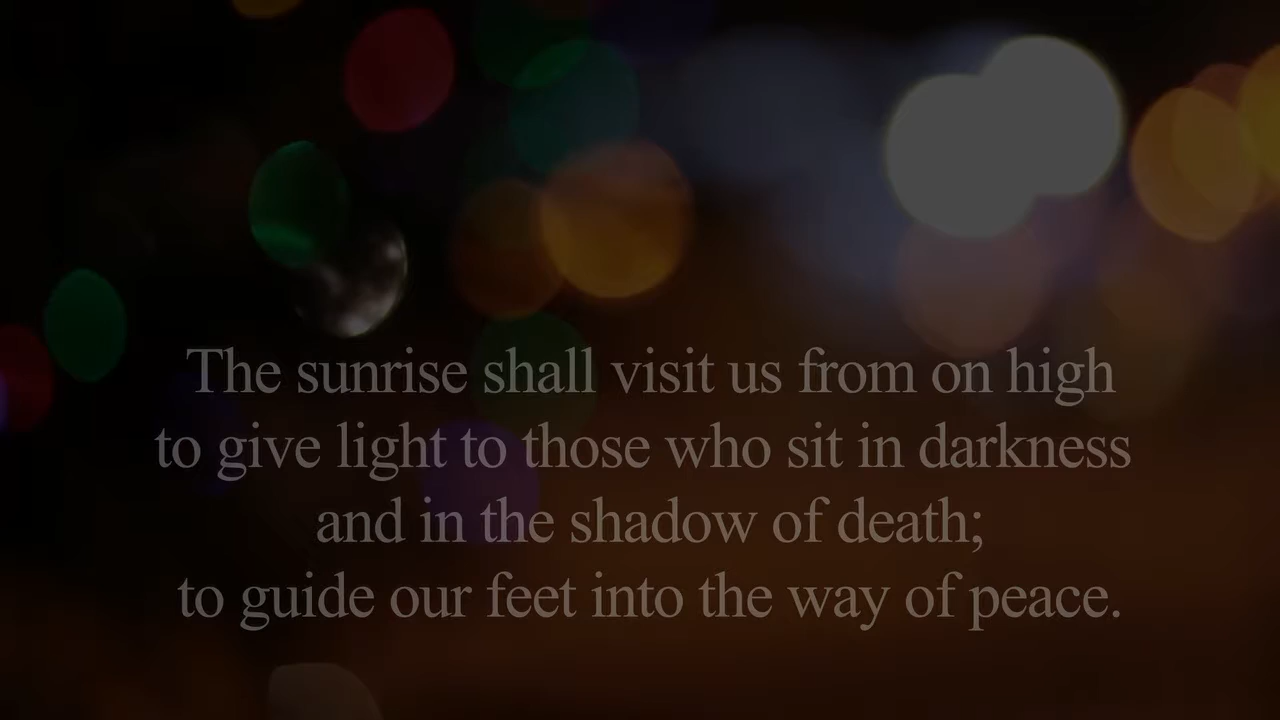 The sunrise shall visit us from on high
to give light to those who sit in darkness
and in the shadow of death;
to guide our feet into the way of peace.